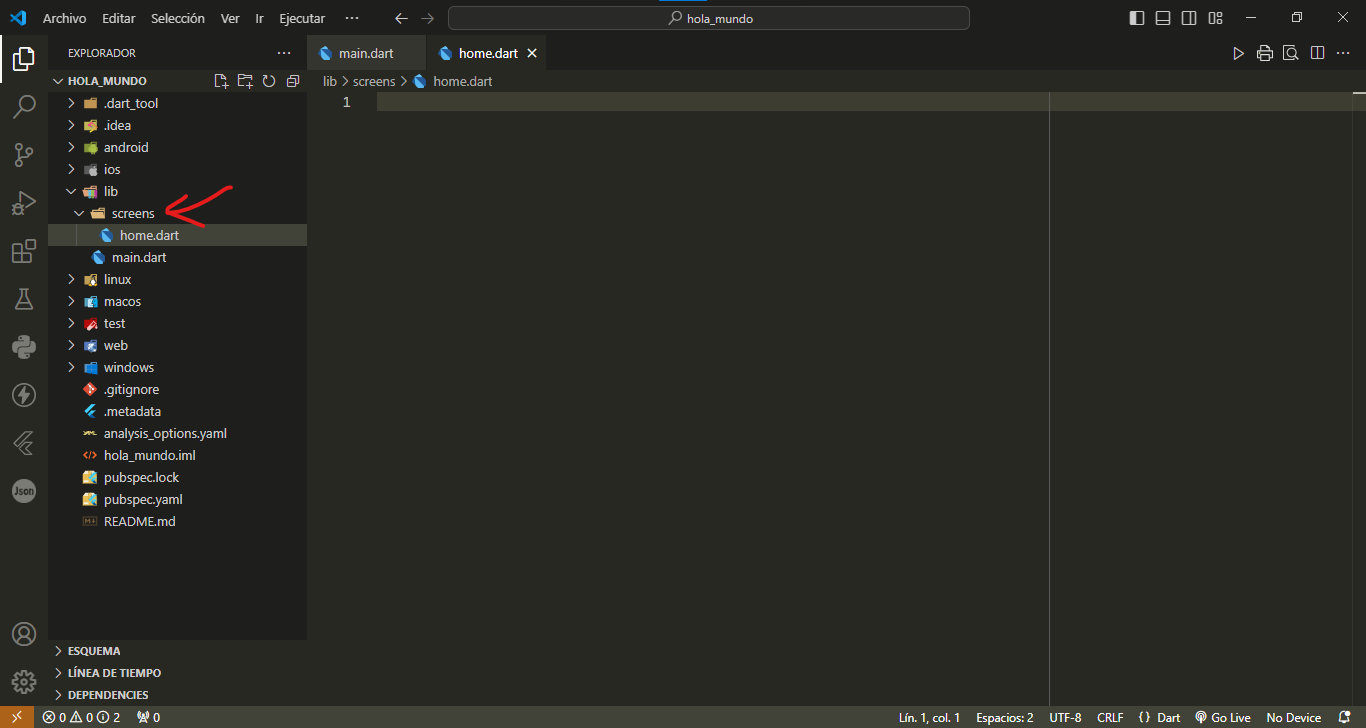 Archivo Editar Selección Ver Ir Ejecutar ··· hola_mundo
EXPLORADOR ···
main.dart home.dart
HOLA_MUNDO
lib > screens > home.dart
1
.dart_tool
.idea
android
ios
lib
screens
home.dart
main.dart
linux
macos
test
web
windows
.gitignore
.metadata
analysis_options.yaml
hola_mundo.iml
pubspec.lock
pubspec.yaml
README.md
Json
ESQUEMA
LÍNEA DE TIEMPO
DEPENDENCIES
0 0 2 0 Lín. 1, col. 1 Espacios: 2 UTF-8 CRLF {} Dart Go Live No Device